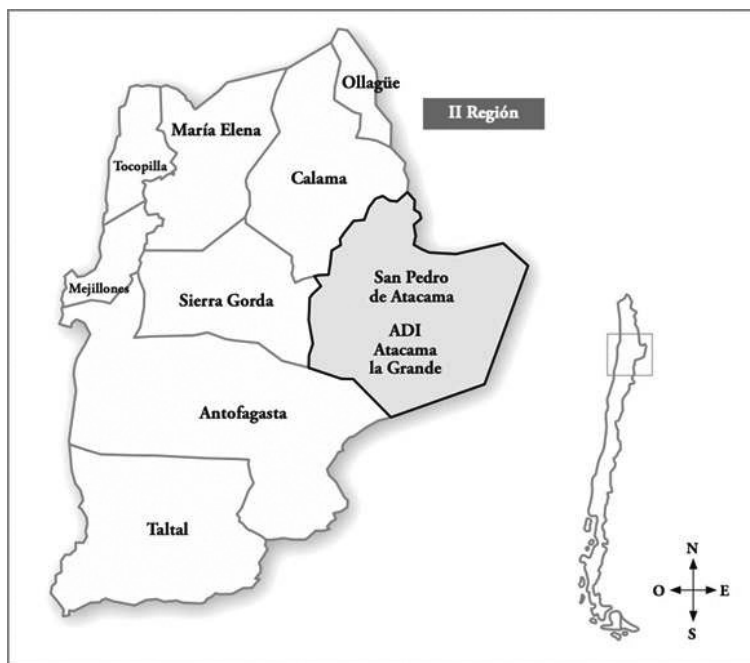 Ollagüe
II Región
María Elena
Tocopilla
Calama
San Pedro
de Atacama
Mejillones
Sierra Gorda
ADI
Atacama
la Grande
Antofagasta
Taltal
N
O
E
S